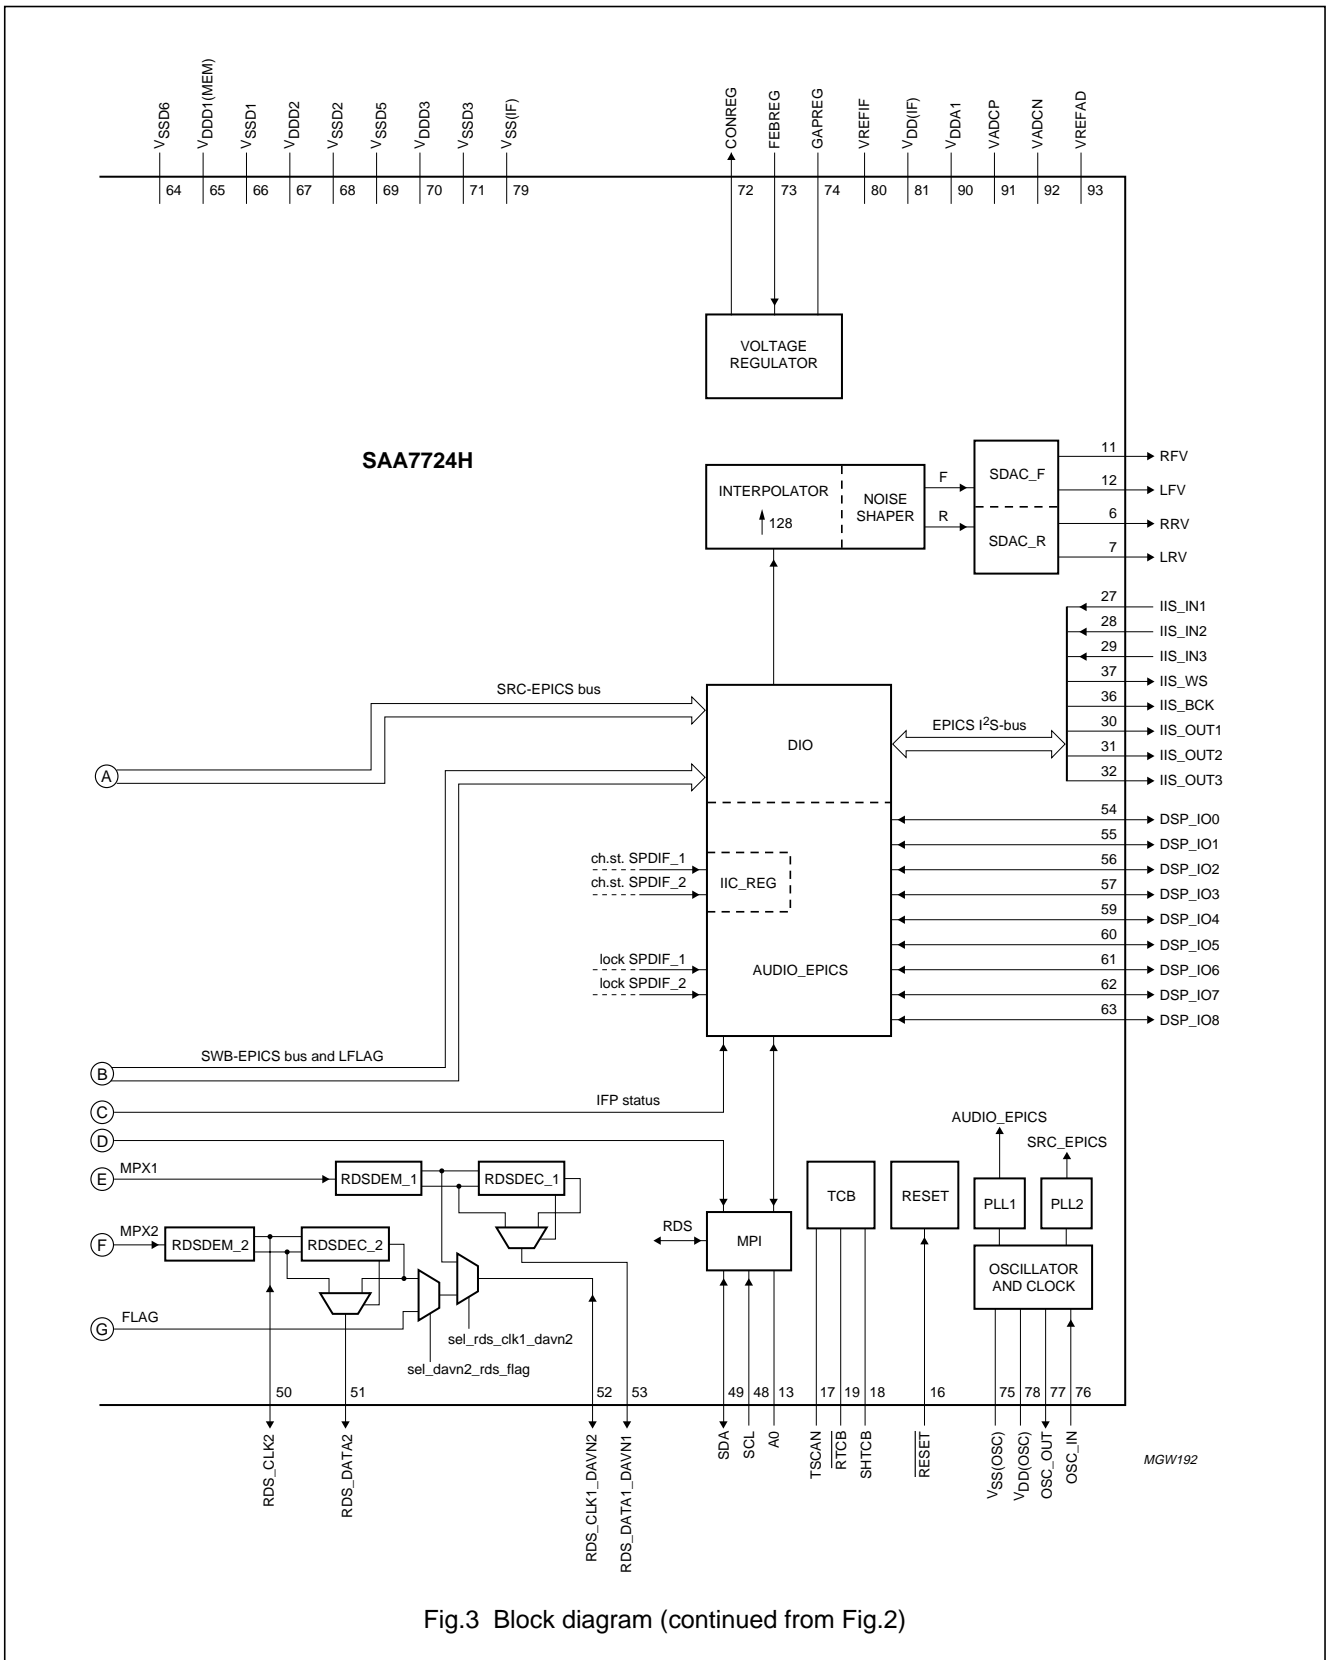 VSSD6
VDDD1(MEM)
VSSD1
VDDD2
VSSD2
VSSD5
VDDD3
VSSD3
VSS(IF)
CONREG
FEBREG
GAPREG
VREFIF
VDD(IF)
VDDA1
VADCP
VADCN
VREFAD
64
65
66
67
68
69
70
71
79
72
73
74
80
81
90
91
92
93
VOLTAGE
REGULATOR
SAA7724H
INTERPOLATOR
128
NOISE
SHAPER
F
R
SDAC_F
SDAC_R
11
RFV
12
LFV
6
RRV
7
LRV
27
IIS_IN1
28
IIS_IN2
29
IIS_IN3
37
IIS_WS
36
IIS_BCK
30
IIS_OUT1
31
IIS_OUT2
32
IIS_OUT3
SRC-EPICS bus
DIO
EPICS I2S-bus
A
54
DSP_IO0
55
DSP_IO1
56
DSP_IO2
57
DSP_IO3
59
DSP_IO4
60
DSP_IO5
61
DSP_IO6
62
DSP_IO7
63
DSP_IO8
ch.st. SPDIF_1
ch.st. SPDIF_2
IIC_REG
lock SPDIF_1
lock SPDIF_2
AUDIO_EPICS
B
SWB-EPICS bus and LFLAG
C
IFP status
D
E
MPX1
RDSDEM_1
RDSDEC_1
F
MPX2
RDSDEM_2
RDSDEC_2
G
FLAG
sel_rds_clk1_davn2
sel_davn2_rds_flag
RDS
MPI
TCB
RESET
AUDIO_EPICS
SRC_EPICS
PLL1
PLL2
OSCILLATOR
AND CLOCK
50
51
52
53
49
48
13
17
19
18
16
75
78
77
76
RDS_CLK2
RDS_DATA2
RDS_CLK1_DAVN2
RDS_DATA1_DAVN1
SDA
SCL
A0
TSCAN
RTCB
SHTCB
RESET
VSS(OSC)
VDD(OSC)
OSC_OUT
OSC_IN
MGW192
Fig.3 Block diagram (continued from Fig.2)